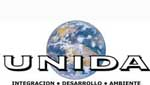 UNIDA
INTEGRACION • DESARROLLO • AMBIENTE